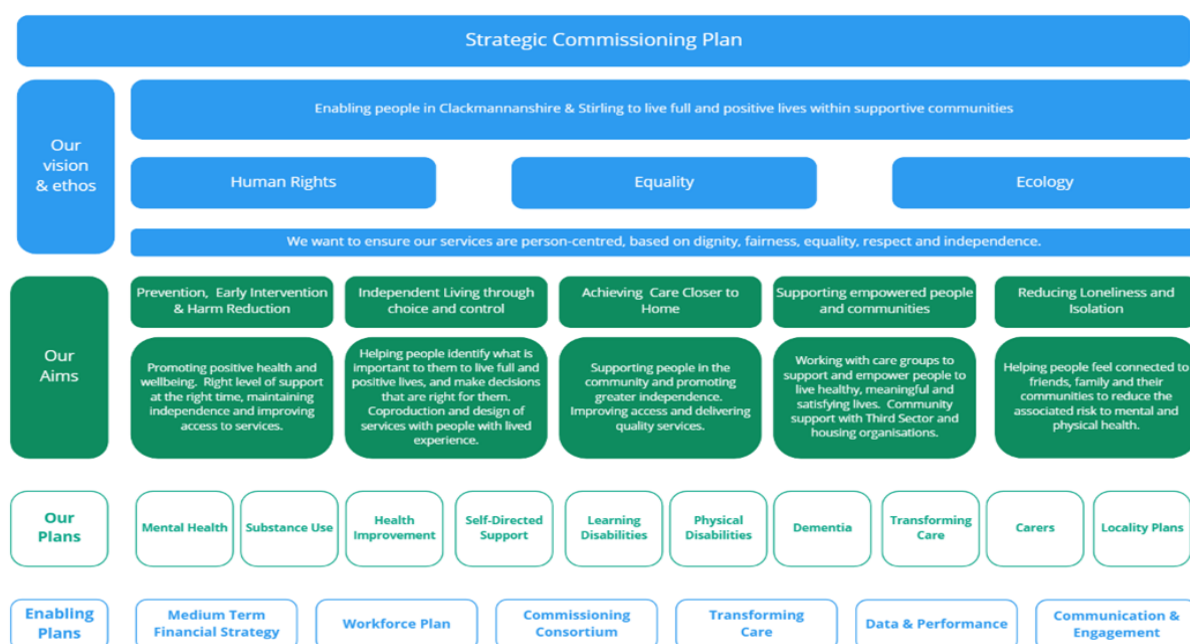 Strategic Commissioning Plan
Our
vision
& ethos
Enabling people in Clackmannanshire & Stirling to live full and positive lives within supportive communities
Human Rights
Equality
Ecology
We want to ensure our services are person-centred, based on dignity, fairness, equality, respect and independence.
Our
Aims
Prevention, Early Intervention
& Harm Reduction
Independent Living through
choice and control
Achieving Care Closer to
Home
Supporting empowered people
and communities
Reducing Loneliness and
Isolation
Promoting positive health and
wellbeing. Right level of support
at the right time, maintaining
independence and improving
access to services.
Helping people identify what is
important to them to live full and
positive lives, and make decisions
that are right for them.
Coproduction and design of
services with people with lived
experience.
Supporting people in the
community and promoting
greater independence.
Improving access and delivering
quality services.
Working with care groups to
support and empower people to
live healthy, meaningful and
satisfying lives. Community
support with Third Sector and
housing organisations.
Helping people feel connected to
friends, family and their
communities to reduce the
associated risk to mental and
physical health.
Our
Plans
Mental Health
Substance Use
Health
Improvement
Self-Directed
Support
Learning
Disabilities
Physical
Disabilities
Dementia
Transforming
Care
Carers
Locality Plans
Enabling
Plans
Medium Term
Financial Strategy
Workforce Plan
Commissioning
Consortium
Transforming
Care
Data & Performance
Communication &
Engagement